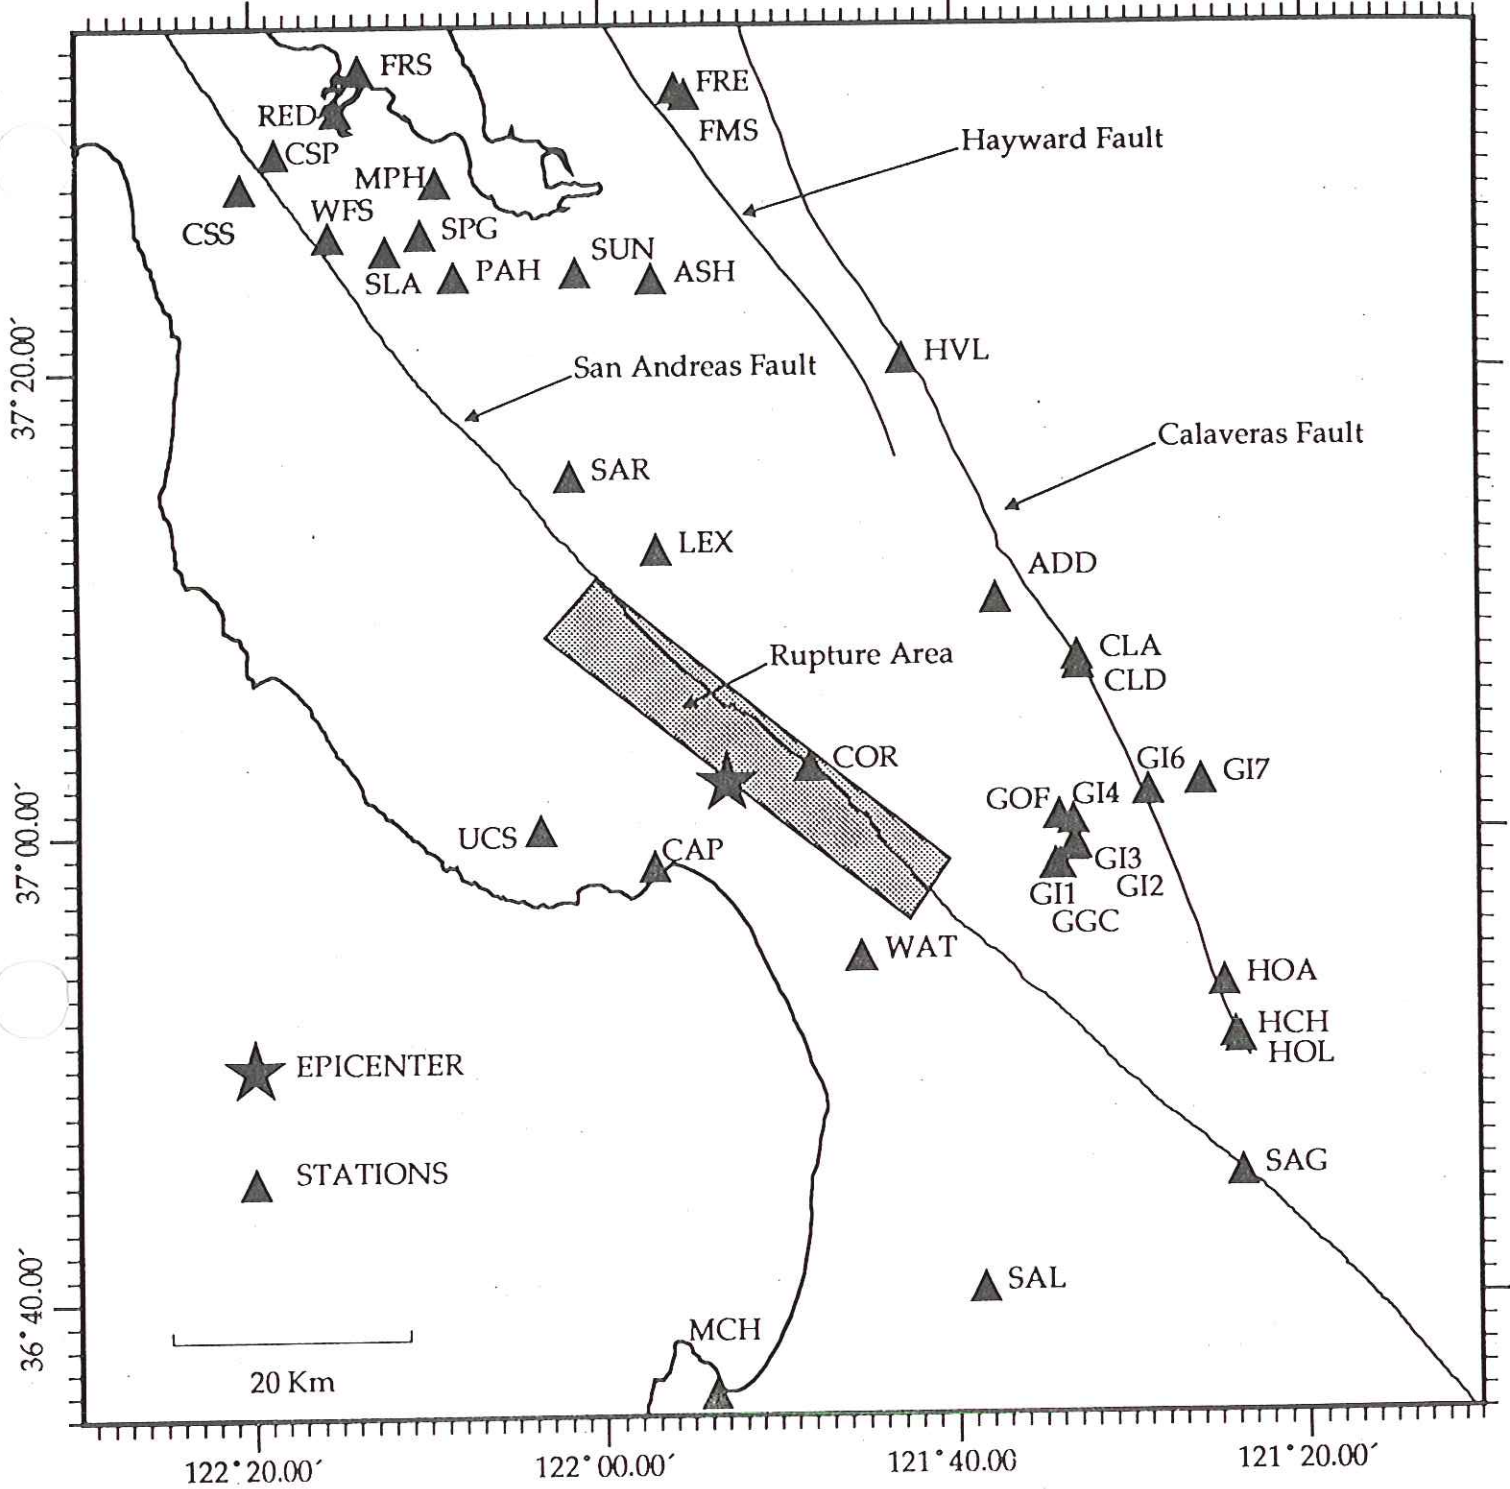 FRS
FRE
RED
FMS
Hayward Fault
CSP
MPH
WFS
CSS
SPG
SUN
SLA
PAH
ASH
HVL
37°20.00′
San Andreas Fault
Calaveras Fault
SAR
LEX
ADD
CLA
Rupture Area
CLD
COR
GI6
GI7
GOF
GI4
37°00.00′
UCS
CAP
GI3
GI1
GI2
GGC
WAT
HOA
HCH
HOL
EPICENTER
STATIONS
SAG
SAL
36°40.00′
MCH
20 Km
122°20.00′
122°00.00′
121°40.00
121°20.00′